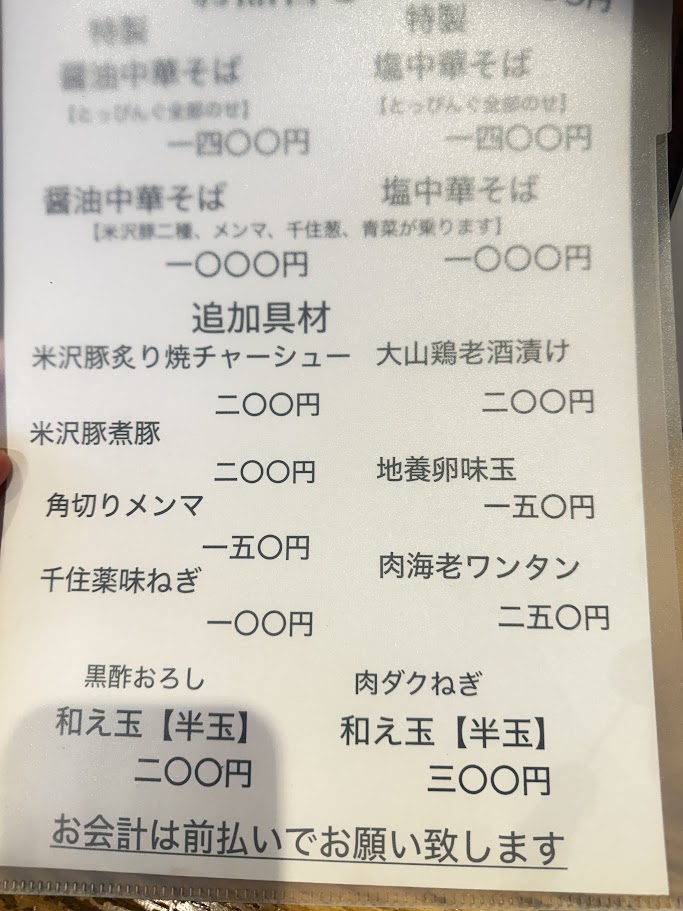 特製 特製
醤油中華そば 塩中華そば
【とっぴんぐ全部のせ】 【とっぴんぐ全部のせ】
一四〇〇円 一四〇〇円
醤油中華そば 塩中華そば
【米沢豚二種、メンマ、千住葱、青菜が乗ります】
一〇〇〇円 一〇〇〇円
追加具材
米沢豚炙り焼チャーシュー 大山鶏老酒漬け
二〇〇円 二〇〇円
米沢豚煮豚
二〇〇円 地養卵味玉
角切りメンマ 一五〇円
一五〇円
千住薬味ねぎ 肉海老ワンタン
一〇〇円 二五〇円
黒酢おろし 肉ダクねぎ
和え玉【半玉】 和え玉【半玉】
二〇〇円 三〇〇円
お会計は前払いでお願い致します